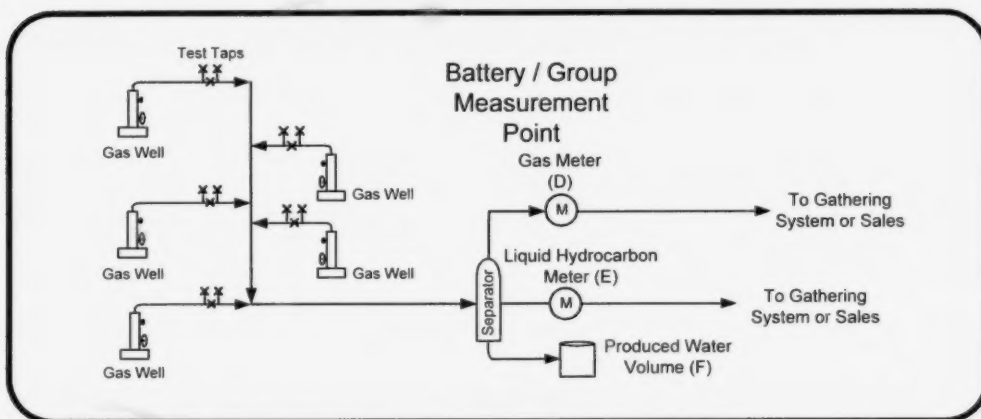 Test Taps
Gas Well
Gas Well
Gas Well
Gas Well
Gas Well
Battery / Group
Measurement
Point
Gas Meter
(D)
M
To Gathering
System or Sales
Separator
Liquid Hydrocarbon
Meter (E)
M
To Gathering
System or Sales
Produced Water
Volume (F)